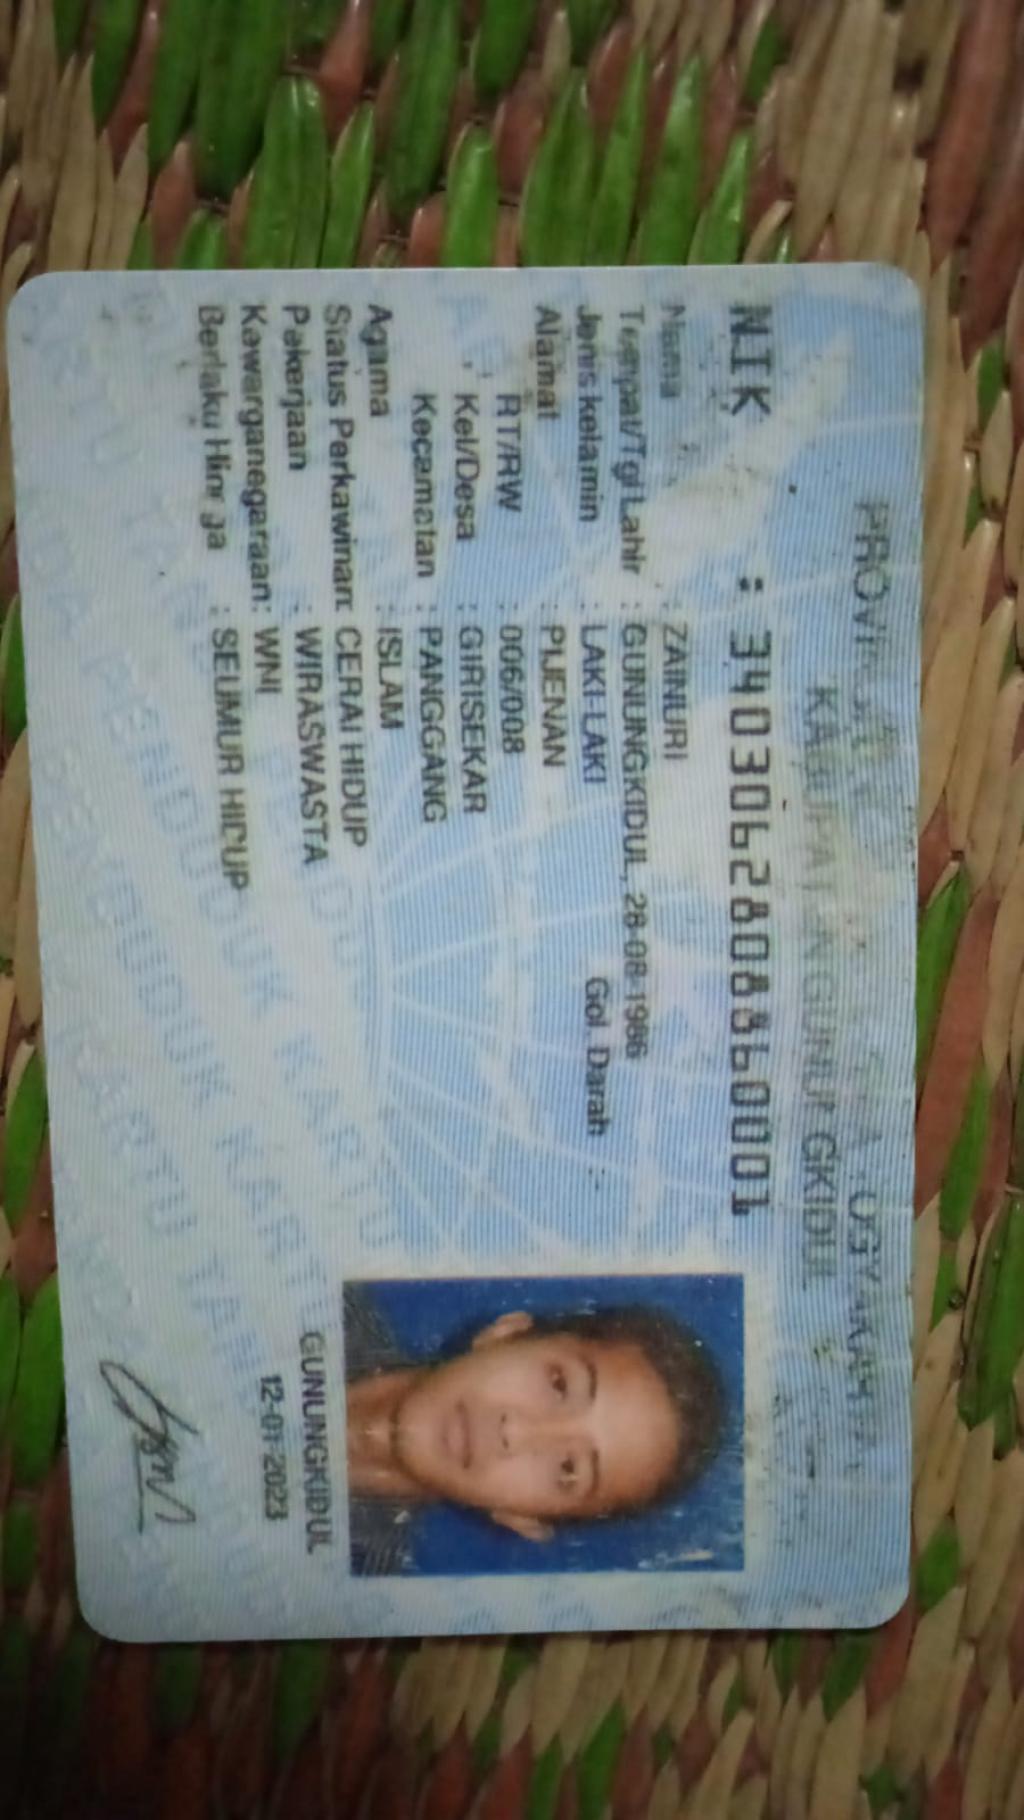 PROVINSI DAERAH ISTIMEWA YOGYAKARTA
KABUPATEN GUNUNGKIDUL
NIK : 3403062808860001
Nama : ZAINURI
Tempat/Tgl Lahir : GUNUNGKIDUL, 28-08-1986
Jenis kelamin : LAKI-LAKI Gol. Darah : -
Alamat : PIJENAN
RT/RW : 006/008
Kel/Desa : GIRISEKAR
Kecamatan : PANGGANG
Agama : ISLAM
Status Perkawinan: CERAI HIDUP
Pekerjaan : WIRASWASTA
Kewarganegaraan: WNI
Berlaku Hingga : SEUMUR HIDUP
GUNUNGKIDUL
12-01-2023